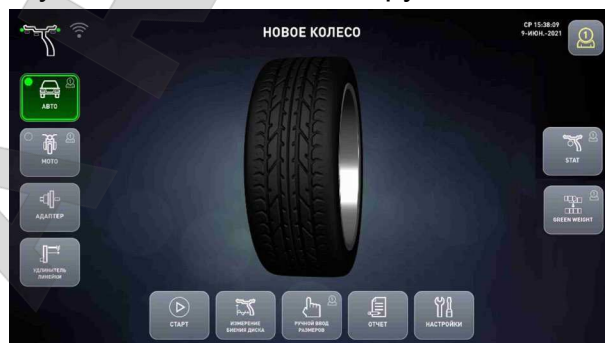 НОВОЕ КОЛЕСО
СР 15:38:09
9-ИЮН.-2021
1
АВТО
МОТО
АДАПТЕР
УДЛИНИТЕЛЬ
ЛИНЕЙКИ
STAT
GREEN WEIGHT
СТАРТ
ИЗМЕРЕНИЕ
БИЕНИЯ ДИСКА
РУЧНОЙ ВВОД
РАЗМЕРОВ
ОТЧЕТ
НАСТРОЙКИ